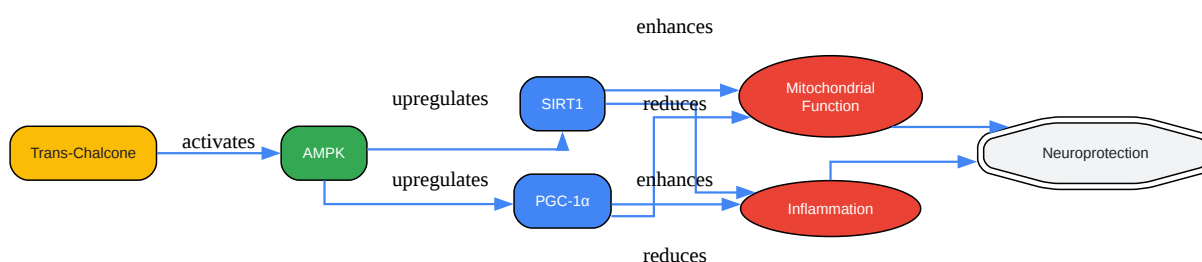 enhances
Mitochondrial
Function
upregulates
SIRT1
reduces
Trans-Chalcone
activates
AMPK
Neuroprotection
upregulates
PGC-1α
enhances
Inflammation
reduces